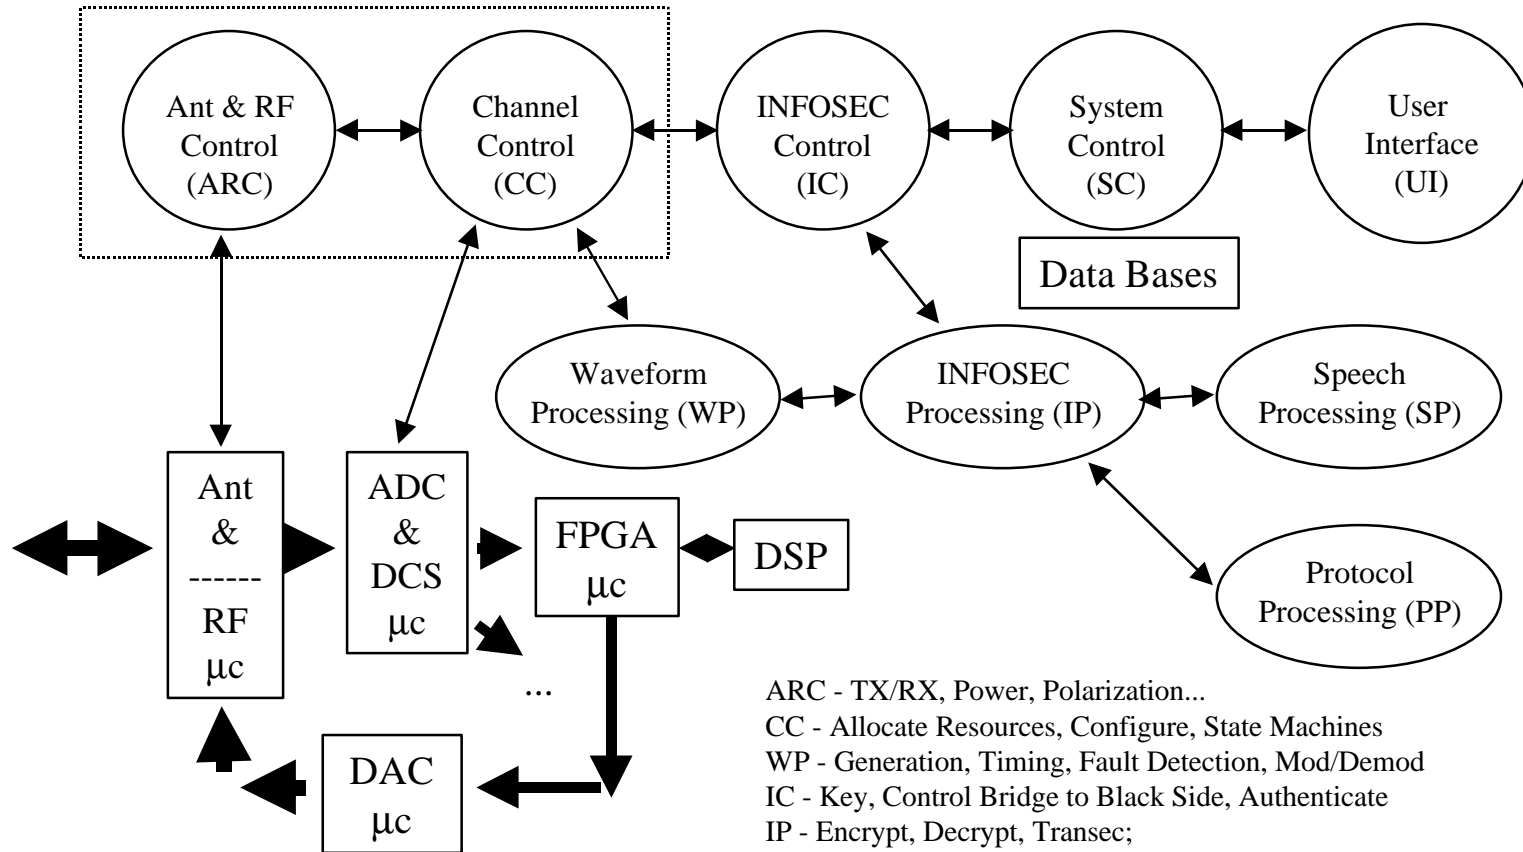 Ant & RF
Control
(ARC)
Channel
Control
(CC)
INFOSEC
Control
(IC)
System
Control
(SC)
User
Interface
(UI)
Data Bases
Waveform
Processing (WP)
INFOSEC
Processing (IP)
Speech
Processing (SP)
Ant
&
------
RF
µc
ADC
&
DCS
µc
FPGA
µc
DSP
Protocol
Processing (PP)
...
DAC
µc
ARC - TX/RX, Power, Polarization...
CC - Allocate Resources, Configure, State Machines
WP - Generation, Timing, Fault Detection, Mod/Demod
IC - Key, Control Bridge to Black Side, Authenticate
IP - Encrypt, Decrypt, Transec;